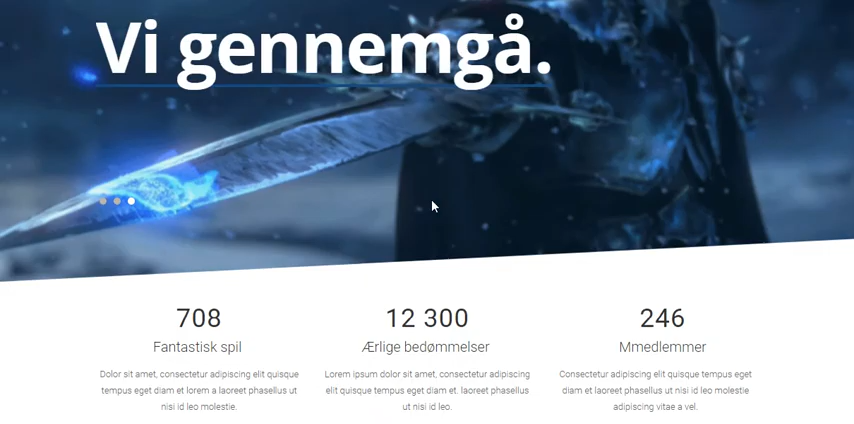 Vi gennemgå.
708
Fantastisk spil
Dolor sit amet, consectetur adipiscing elit quisque
tempus eget diam et lorem a laoreet phasellus ut
nisi id leo molestie.
12 300
Ærlige bedømmelser
Lorem ipsum dolor sit amet, consectetur adipiscing
elit quisque tempus eget diam et. laoreet phasellus
ut nisi id leo.
246
Mmedlemmer
Consectetur adipiscing elit quisque tempus eget
diam et laoreet phasellus ut nisi id leo molestie
adipiscing vitae a vel.